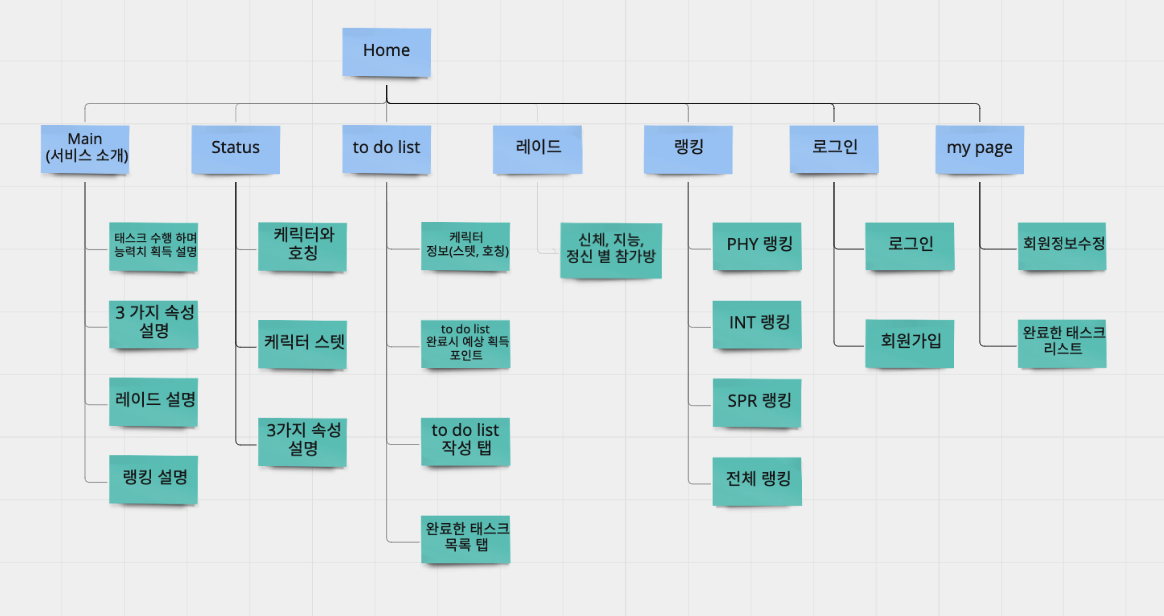 Home
Main
(서비스 소개)
Status
to do list
레이드
랭킹
로그인
my page
태스크 수행 하며
능력치 획득 설명
3 가지 속성
설명
레이드 설명
랭킹 설명
케릭터와
호칭
케릭터 스텟
3가지 속성
설명
케릭터
정보(스텟, 호칭)
to do list
완료시 예상 획득
포인트
to do list
작성 탭
완료한 태스크
목록 탭
신체, 지능,
정신 별 참가방
PHY 랭킹
INT 랭킹
SPR 랭킹
전체 랭킹
로그인
회원가입
회원정보수정
완료한 태스크
리스트